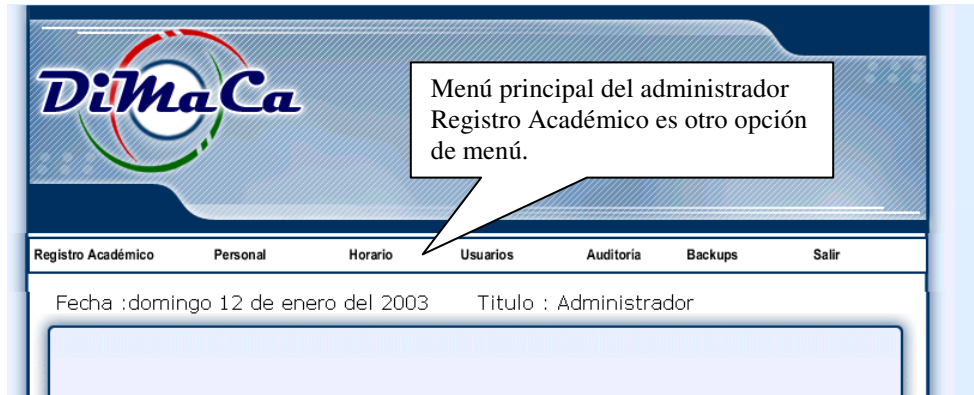 DiMaCa
Menú principal del administrador
Registro Académico es otro opción
de menú.
Registro Académico Personal Horario Usuarios Auditoría Backups Salir
Fecha :domingo 12 de enero del 2003 Titulo : Administrador